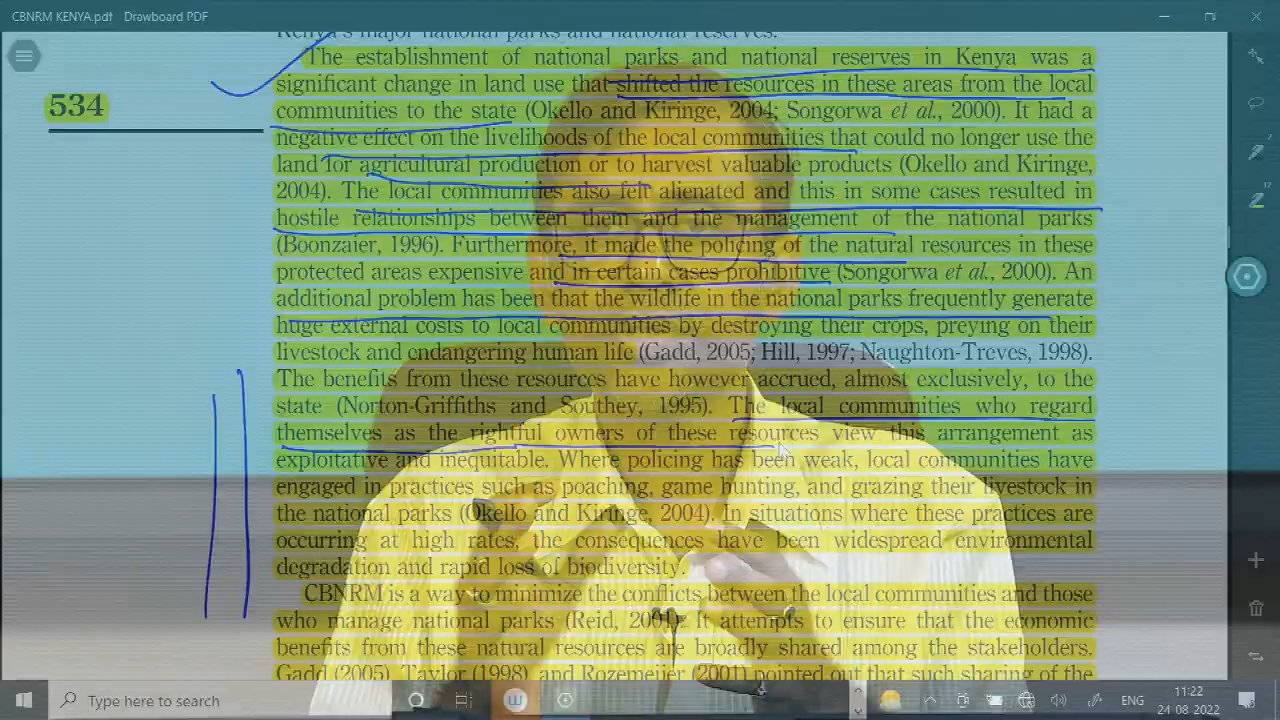 CBNRM KENYA.pdf Drawboard PDF
Kenya's major national parks and national reserves.
The establishment of national parks and national reserves in Kenya was a
significant change in land use that shifted the resources in these areas from the local
534
communities to the state (Okello and Kiringe, 2004; Songorwa et al., 2000). It had a
negative effect on the livelihoods of the local communities that could no longer use the
land for agricultural production or to harvest valuable products (Okello and Kiringe,
2004). The local communities also felt alienated and this in some cases resulted in
hostile relationships between them and the management of the national parks
(Boonzaier, 1996). Furthermore, it made the policing of the natural resources in these
protected areas expensive and in certain cases prohibitive (Songorwa et al., 2000). An
additional problem has been that the wildlife in the national parks frequently generate
huge external costs to local communities by destroying their crops, preying on their
livestock and endangering human life (Gadd, 2005; Hill, 1997; Naughton-Treves, 1998).
The benefits from these resources have however accrued, almost exclusively, to the
state (Norton-Griffiths and Southey, 1995). The local communities who regard
themselves as the rightful owners of these resources view this arrangement as
exploitative and inequitable. Where policing has been weak, local communities have
engaged in practices such as poaching, game hunting, and grazing their livestock in
the national parks (Okello and Kiringe, 2004). In situations where these practices are
occurring at high rates, the consequences have been widespread environmental
degradation and rapid loss of biodiversity.
CBNRM is a way to minimize the conflicts between the local communities and those
who manage national parks (Reid, 2001). It attempts to ensure that the economic
benefits from these natural resources are broadly shared among the stakeholders.
Gadd (2005), Taylor (1998) and Rozemeijer (2001) pointed out that such sharing of the
Type here to search
ENG
11:22
24-08-2022